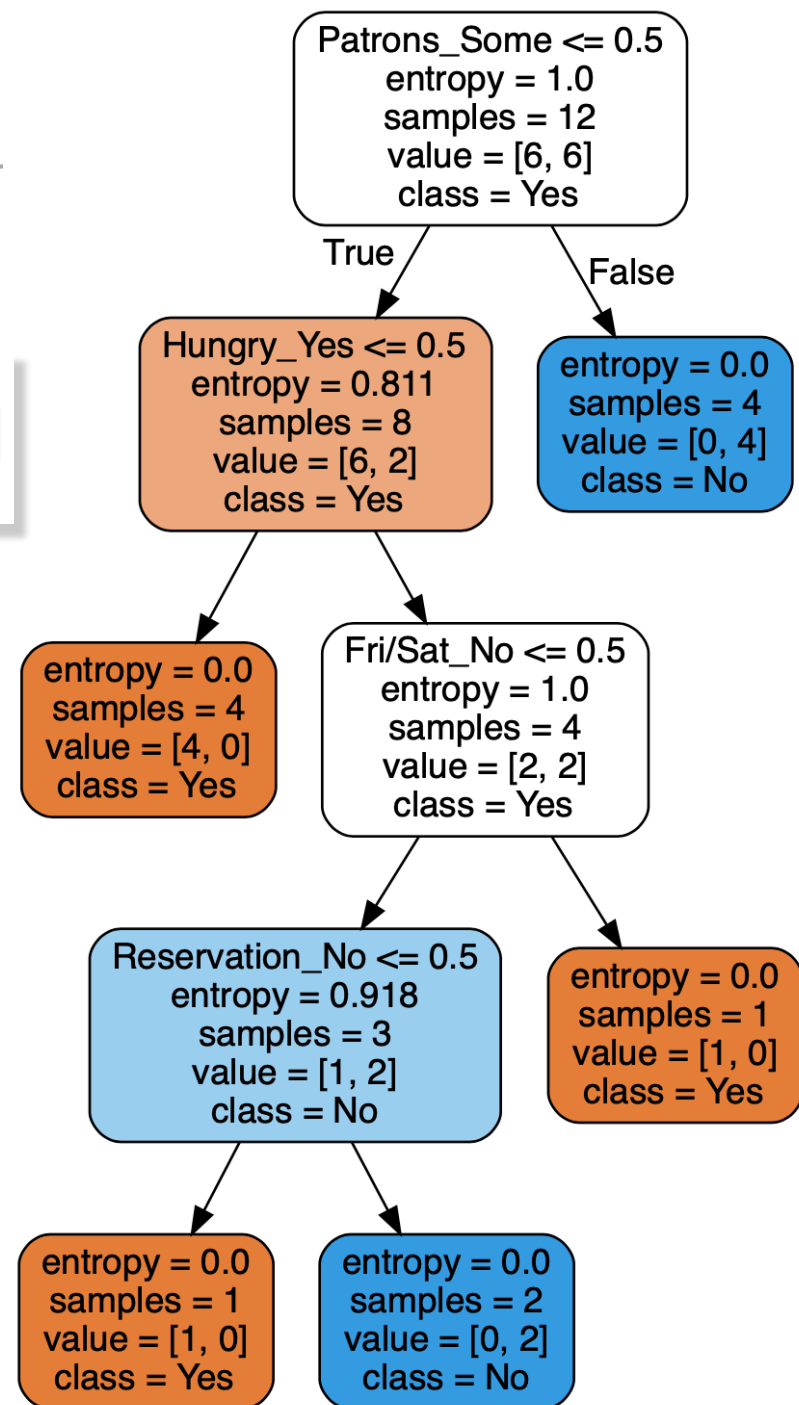 Patrons_Some <= 0.5
entropy = 1.0
samples = 12
value = [6, 6]
class = Yes
True
False
Hungry_Yes <= 0.5
entropy = 0.811
samples = 8
value = [6, 2]
class = Yes
entropy = 0.0
samples = 4
value = [0, 4]
class = No
entropy = 0.0
samples = 4
value = [4, 0]
class = Yes
Fri/Sat_No <= 0.5
entropy = 1.0
samples = 4
value = [2, 2]
class = Yes
Reservation_No <= 0.5
entropy = 0.918
samples = 3
value = [1, 2]
class = No
entropy = 0.0
samples = 1
value = [1, 0]
class = Yes
entropy = 0.0
samples = 1
value = [1, 0]
class = Yes
entropy = 0.0
samples = 2
value = [0, 2]
class = No